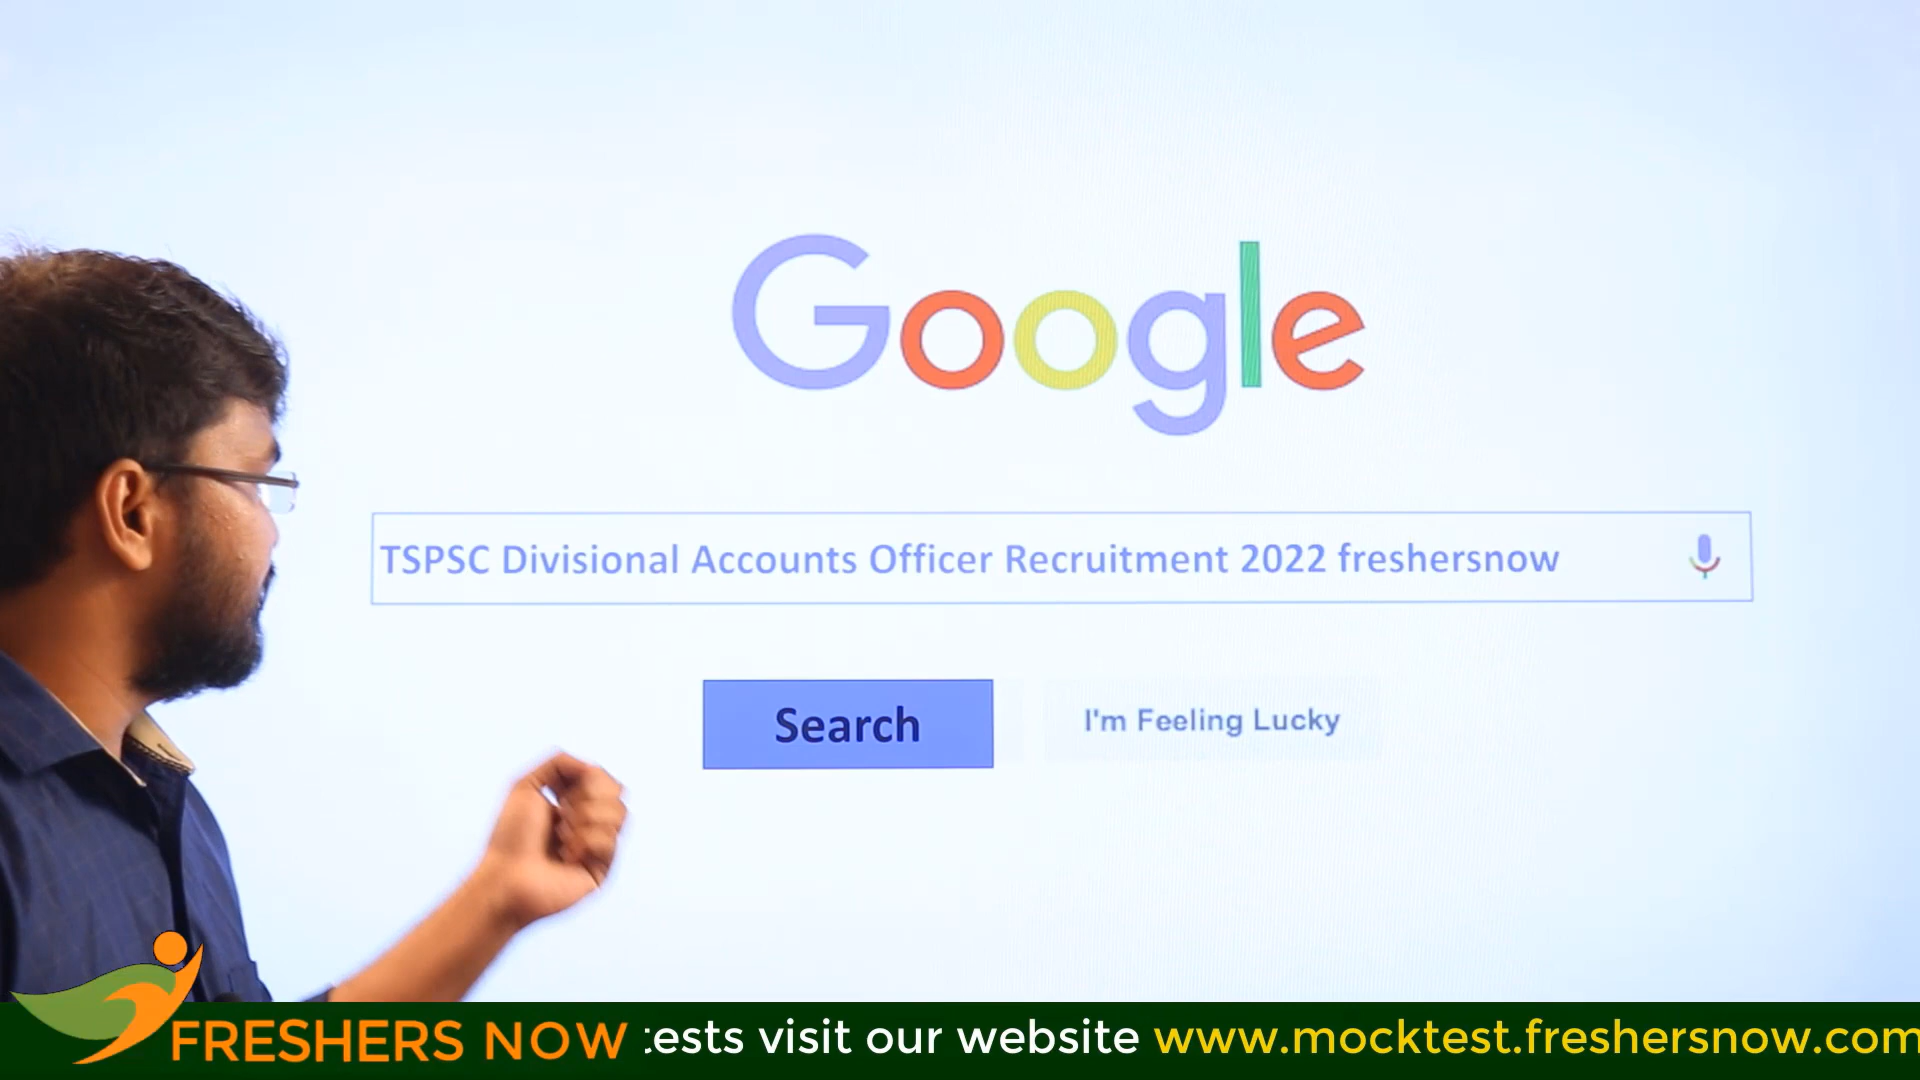 Google
TSPSC Divisional Accounts Officer Recruitment 2022 freshersnow
Search
I'm Feeling Lucky
FRESHERS NOW
ests visit our website www.mocktest.freshersnow.com